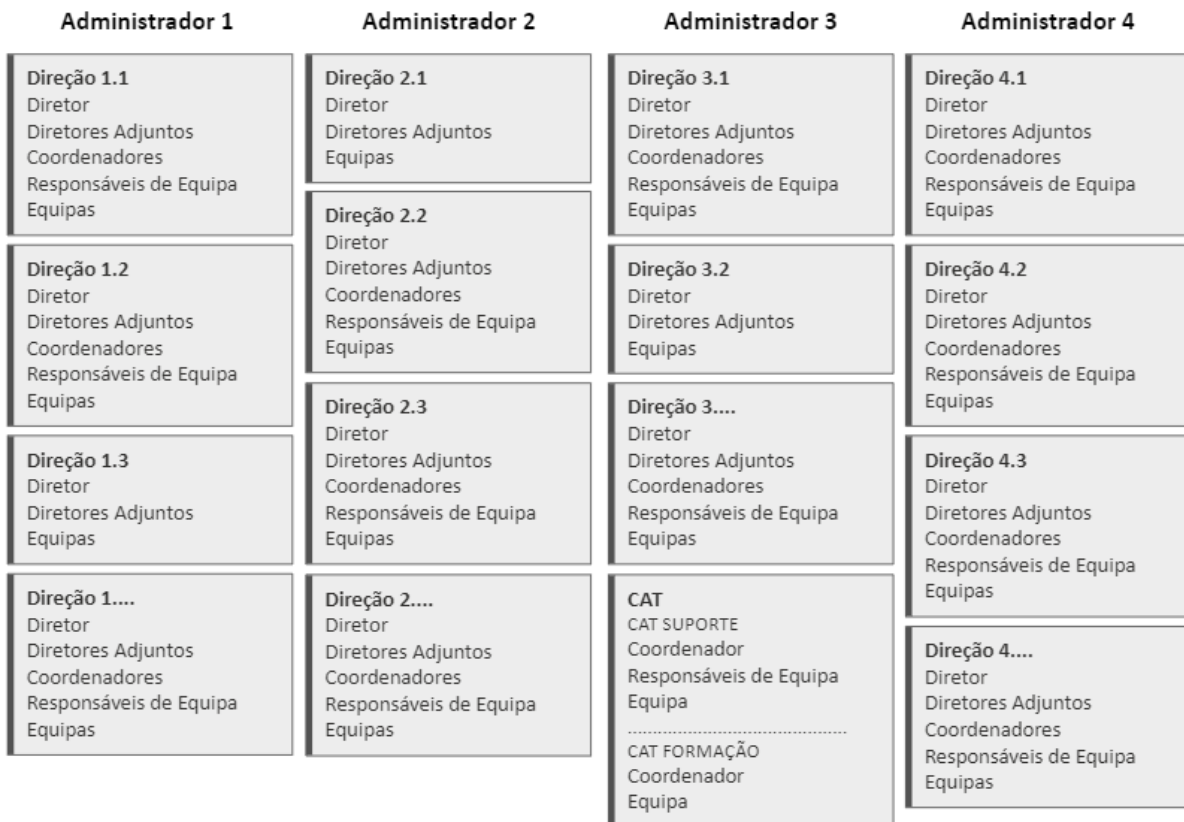 Administrador 1
Direção 1.1
Diretor
Diretores Adjuntos
Coordenadores
Responsáveis de Equipa
Equipas
Direção 1.2
Diretor
Diretores Adjuntos
Coordenadores
Responsáveis de Equipa
Equipas
Direção 1.3
Diretor
Diretores Adjuntos
Equipas
Direção 1....
Diretor
Diretores Adjuntos
Coordenadores
Responsáveis de Equipa
Equipas
Administrador 2
Direção 2.1
Diretor
Diretores Adjuntos
Equipas
Direção 2.2
Diretor
Diretores Adjuntos
Coordenadores
Responsáveis de Equipa
Equipas
Direção 2.3
Diretor
Diretores Adjuntos
Coordenadores
Responsáveis de Equipa
Equipas
Direção 2....
Diretor
Diretores Adjuntos
Coordenadores
Responsáveis de Equipa
Equipas
Administrador 3
Direção 3.1
Diretor
Diretores Adjuntos
Coordenadores
Responsáveis de Equipa
Equipas
Direção 3.2
Diretor
Diretores Adjuntos
Equipas
Direção 3....
Diretor
Diretores Adjuntos
Coordenadores
Responsáveis de Equipa
Equipas
CAT
CAT SUPORTE
Coordenador
Responsáveis de Equipa
Equipa
CAT FORMAÇÃO
Coordenador
Equipa
Administrador 4
Direção 4.1
Diretor
Diretores Adjuntos
Coordenadores
Responsáveis de Equipa
Equipas
Direção 4.2
Diretor
Diretores Adjuntos
Coordenadores
Responsáveis de Equipa
Equipas
Direção 4.3
Diretor
Diretores Adjuntos
Coordenadores
Responsáveis de Equipa
Equipas
Direção 4....
Diretor
Diretores Adjuntos
Coordenadores
Responsáveis de Equipa
Equipas